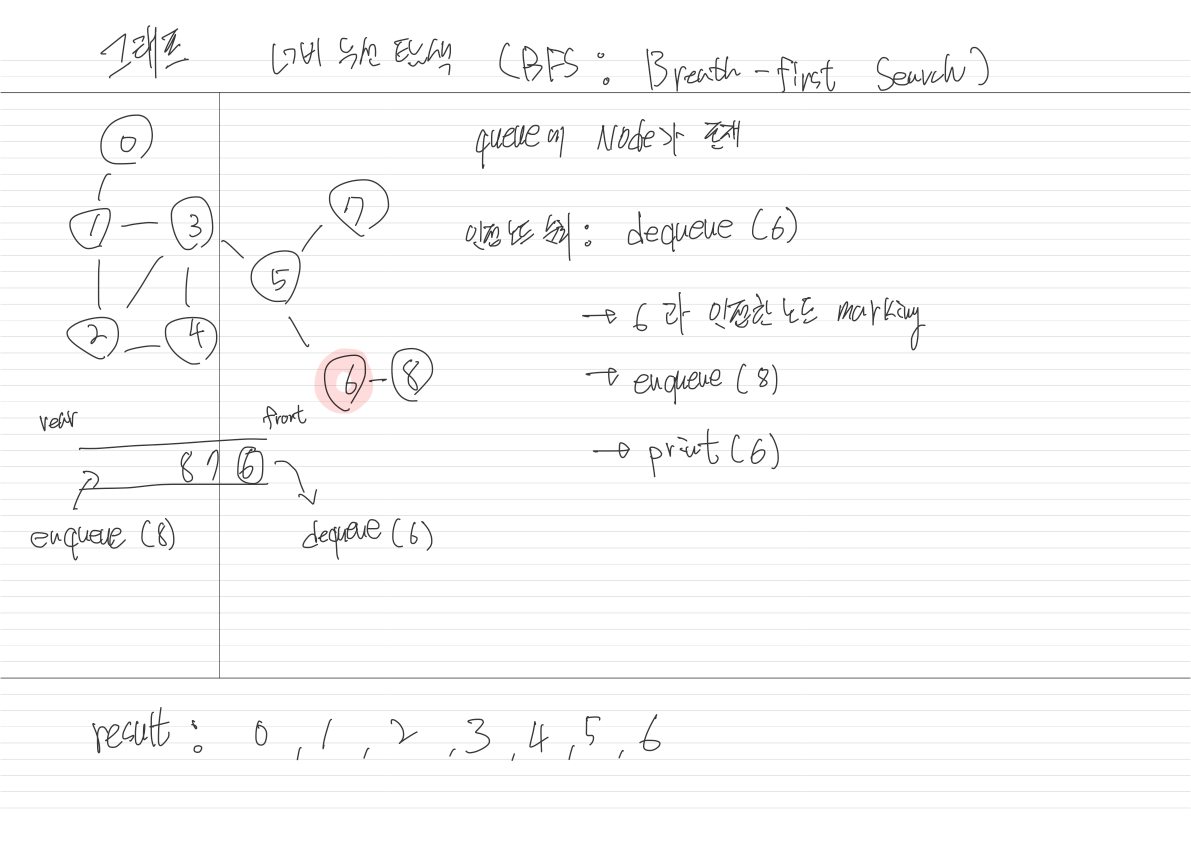 그래프 너비 우선 탐색 (BFS : Breath - first Search)
0
1 3
7
5
2 4
6 8
queue에 Node가 존재
인접 노드 : dequeue (6)
→ 6 과 인접한 노드 marking
→ enqueue (8)
→ print (6)
rear front
8 7 6
enqueue (8) dequeue (6)
result : 0 , 1 , 2 , 3 , 4 , 5 , 6